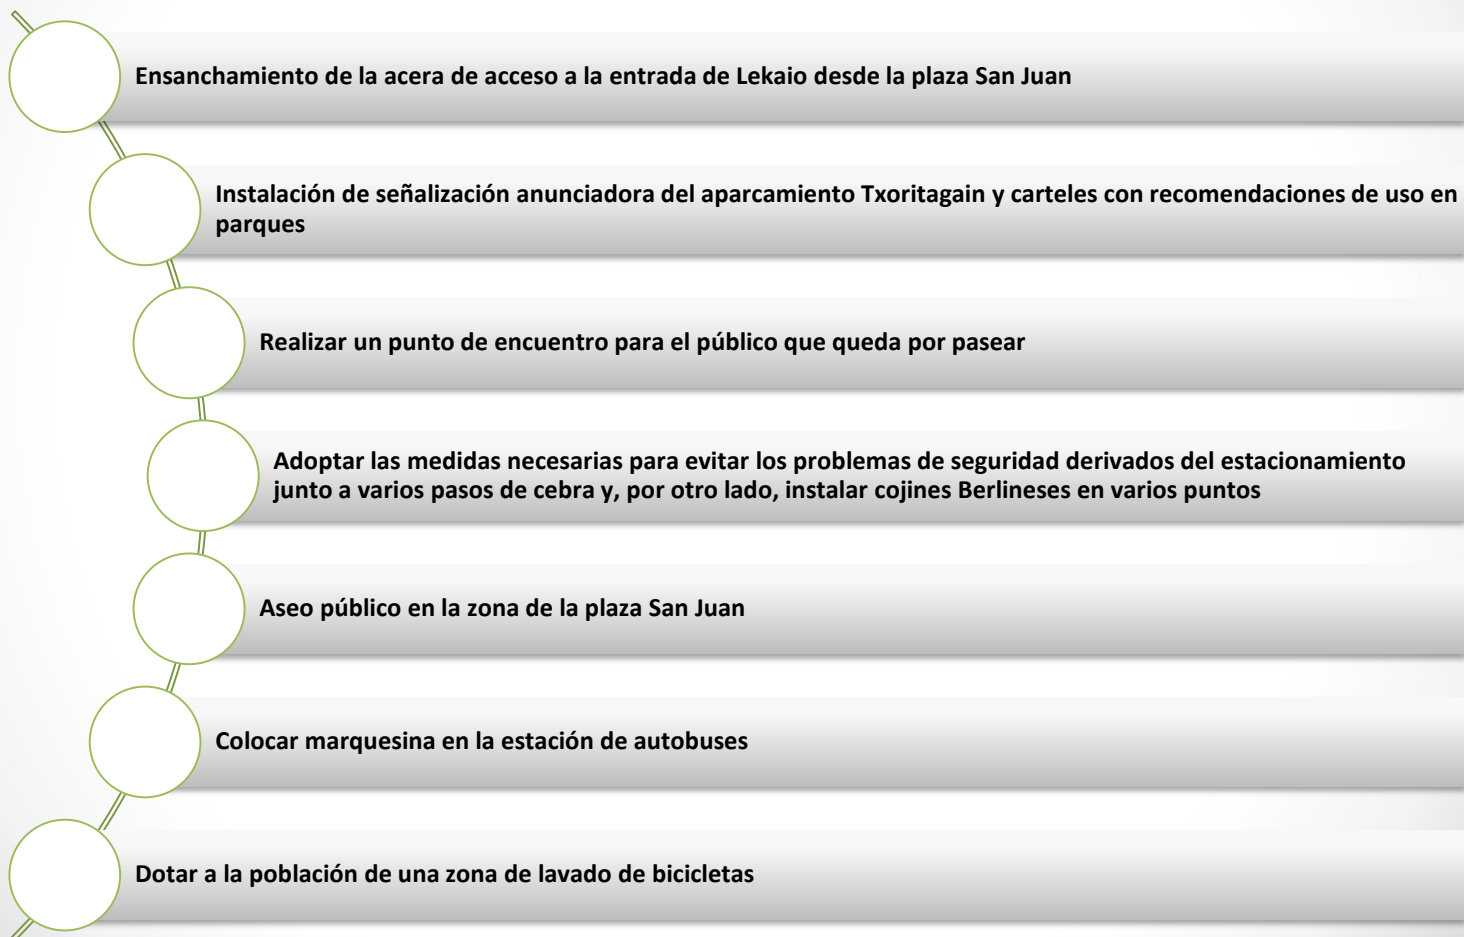 Ensanchamiento de la acera de acceso a la entrada de Lekaio desde la plaza San Juan
Instalación de señalización anunciadora del aparcamiento Txoritagain y carteles con recomendaciones de uso en
parques
Realizar un punto de encuentro para el público que queda por pasear
Adoptar las medidas necesarias para evitar los problemas de seguridad derivados del estacionamiento
junto a varios pasos de cebra y, por otro lado, instalar cojines Berlineses en varios puntos
Aseo público en la zona de la plaza San Juan
Colocar marquesina en la estación de autobuses
Dotar a la población de una zona de lavado de bicicletas